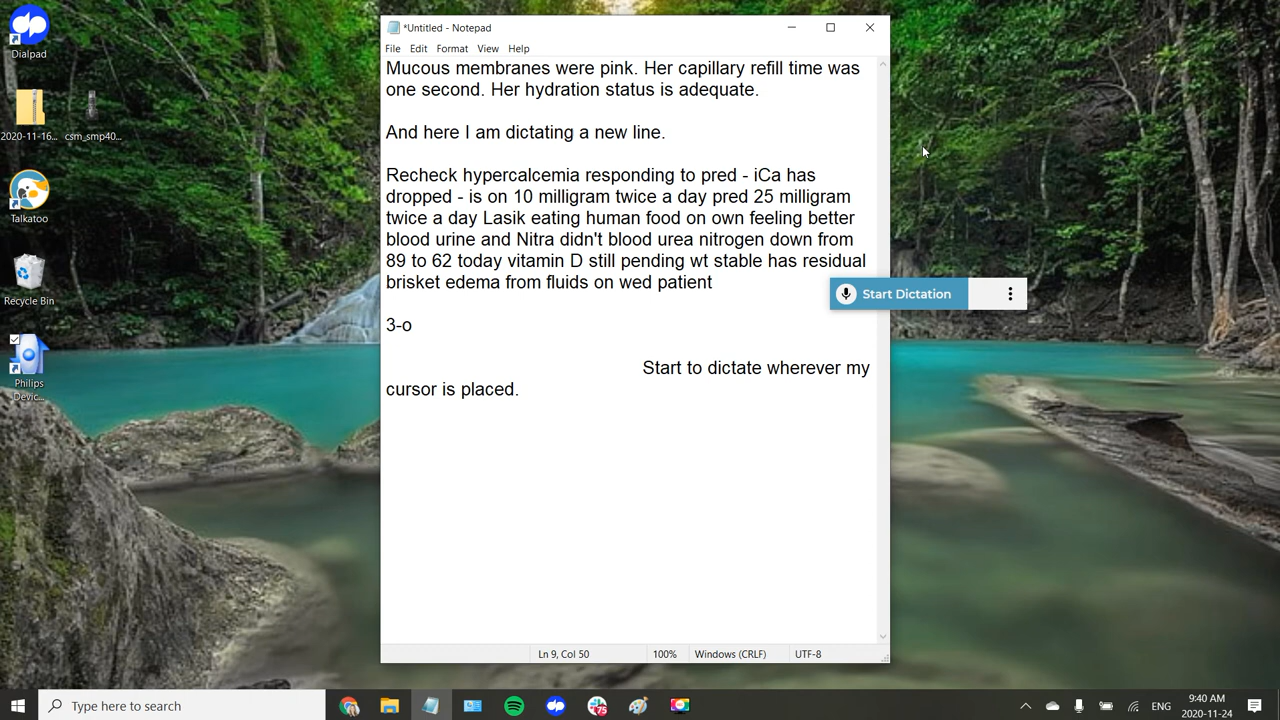 Dialpad
2020-11-16... csm_smp40...
Talkatoo
Recycle Bin
Philips
Devic...
*Untitled - Notepad
File Edit Format View Help
Mucous membranes were pink. Her capillary refill time was
one second. Her hydration status is adequate.
And here I am dictating a new line.
Recheck hypercalcemia responding to pred - iCa has
dropped - is on 10 milligram twice a day pred 25 milligram
twice a day Lasik eating human food on own feeling better
blood urine and Nitra didn't blood urea nitrogen down from
89 to 62 today vitamin D still pending wt stable has residual
brisket edema from fluids on wed patient
3-o
Start to dictate wherever my
cursor is placed.
Start Dictation
Ln 9, Col 50 100% Windows (CRLF) UTF-8
Type here to search
75
ENG
9:40 AM
2020-11-24